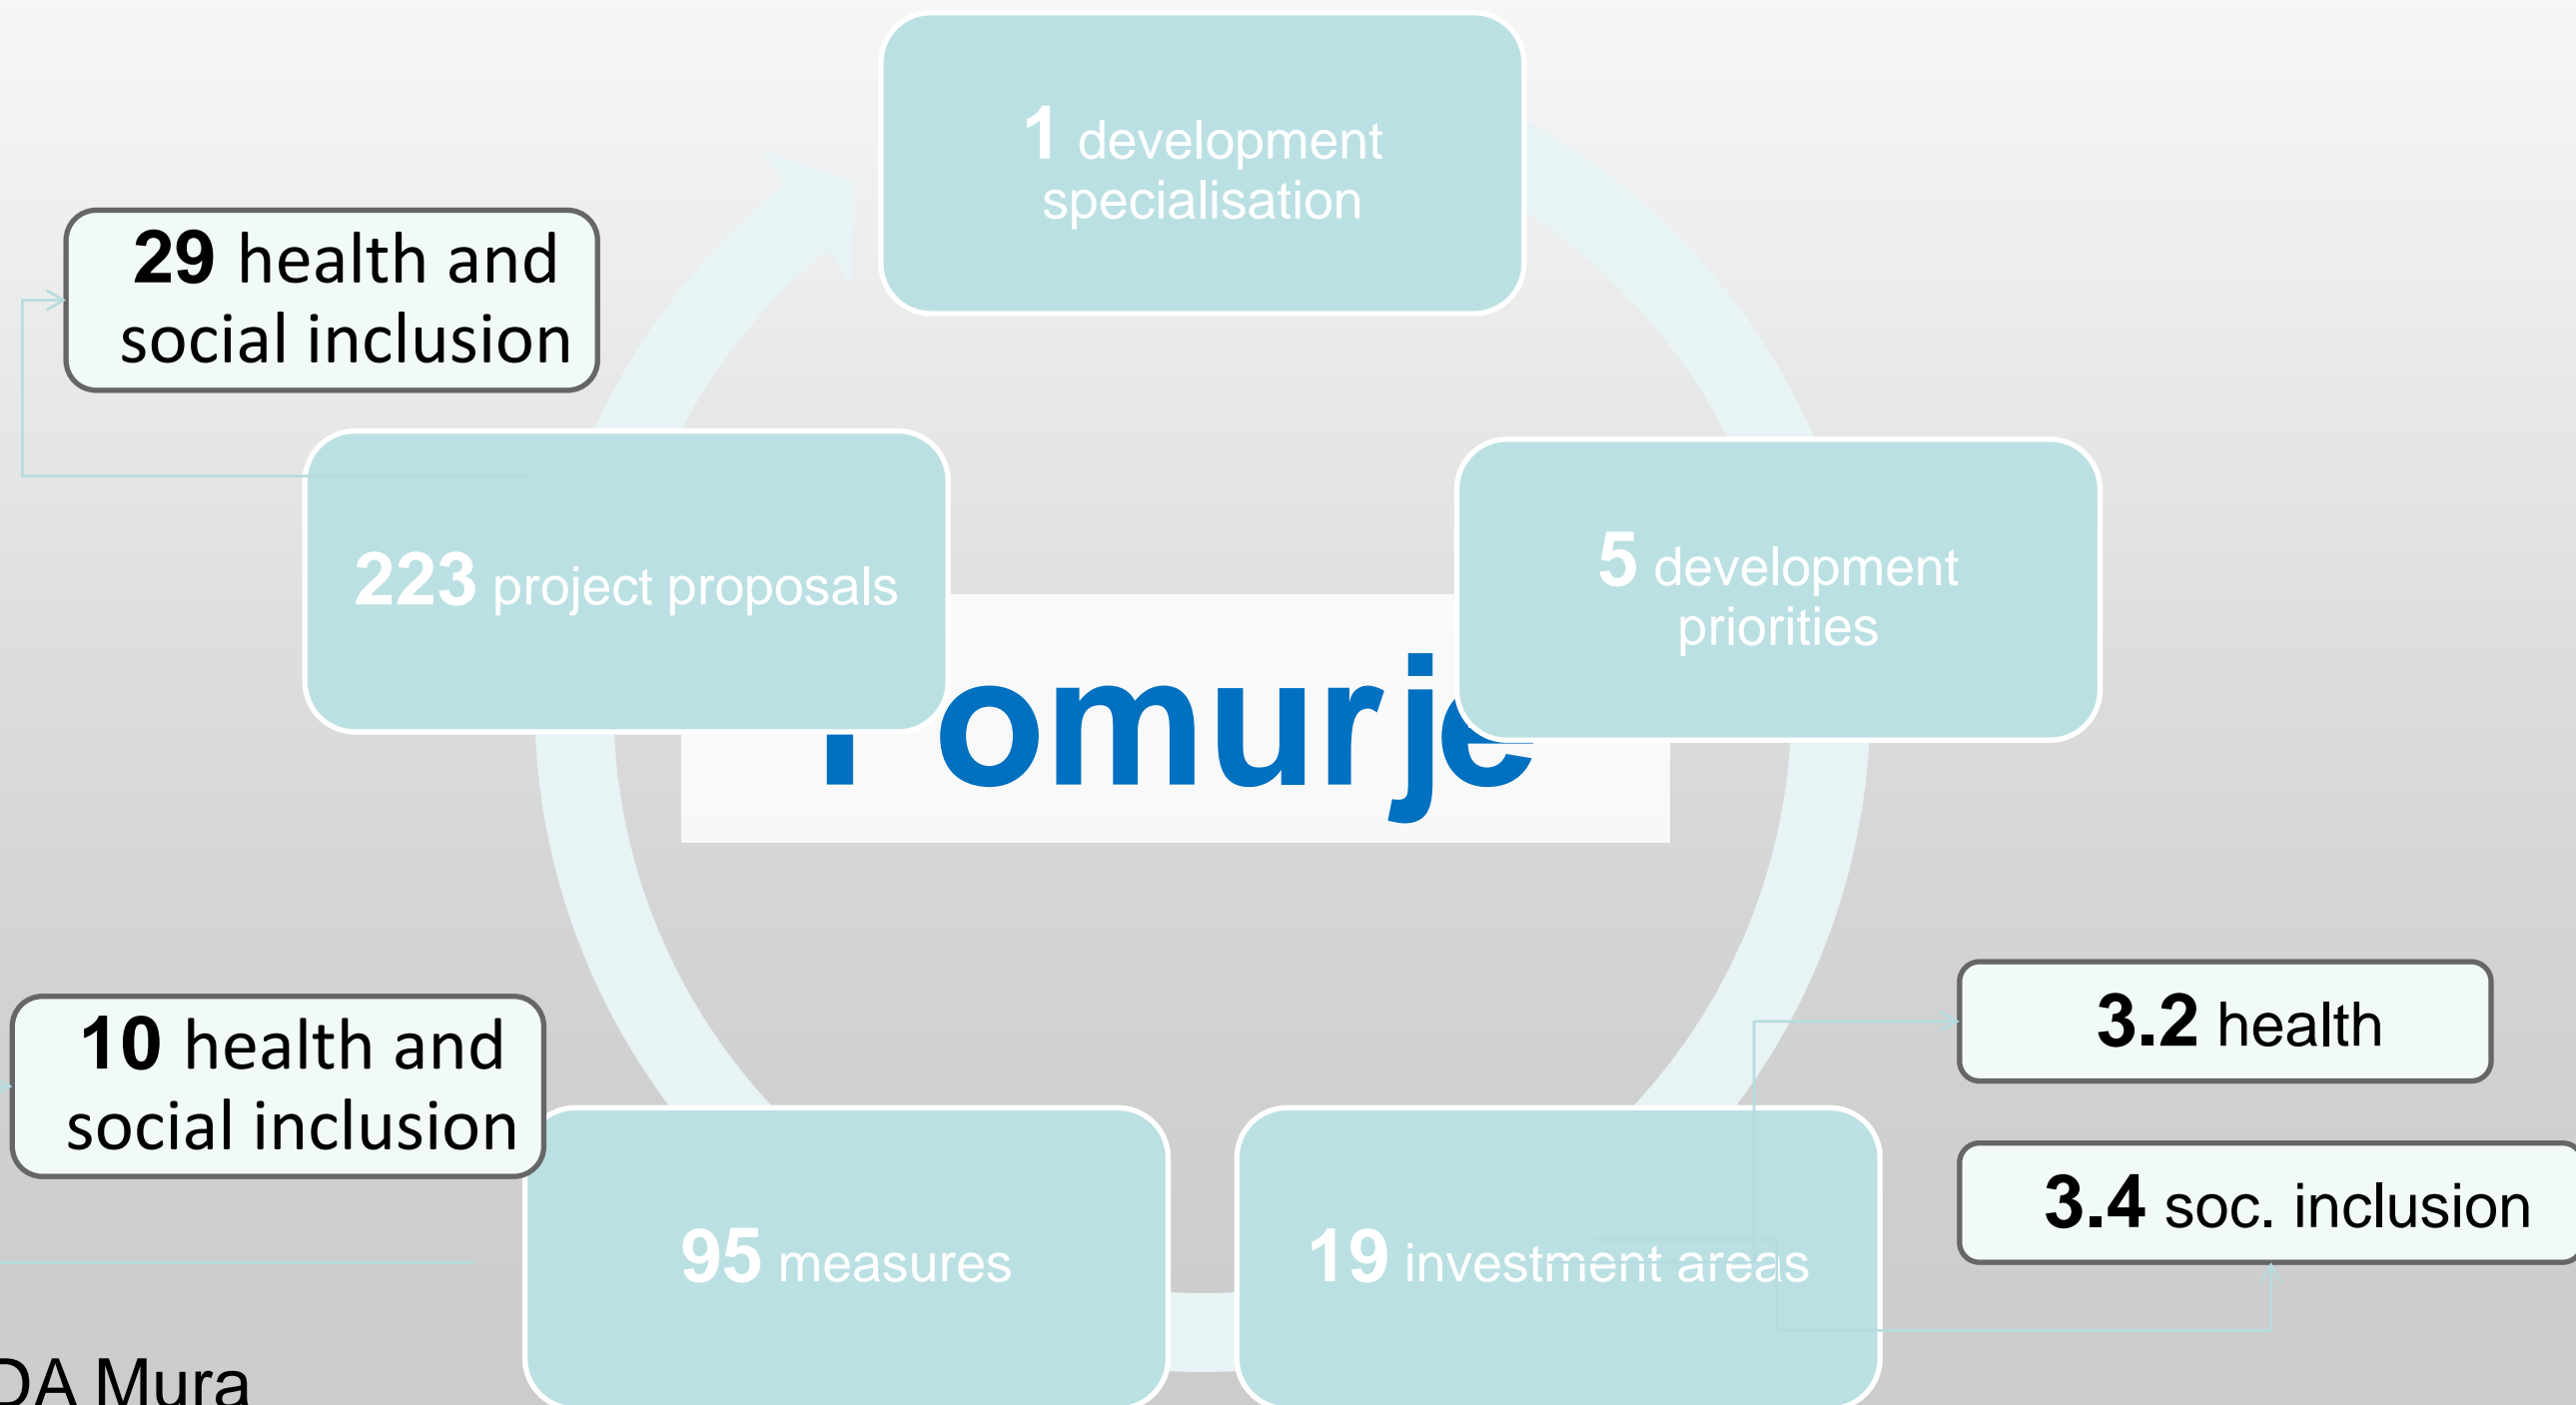 1 development
specialisation
29 health and
social inclusion
223 project proposals
5 development
priorities
omurje
10 health and
social inclusion
3.2 health
3.4 soc. inclusion
95 measures
19 investment areas
DA Mura